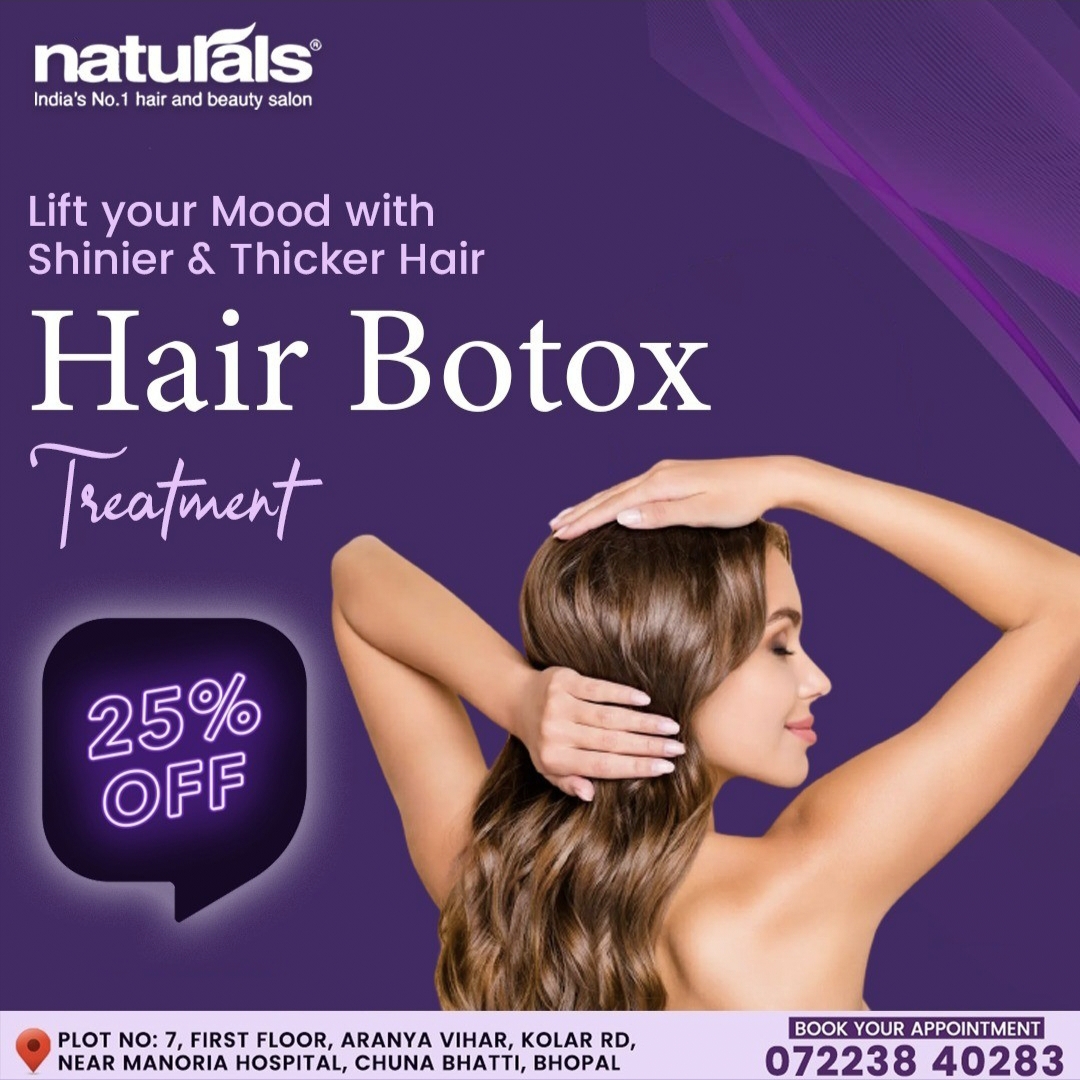 naturals®
India's No.1 hair and beauty salon
Lift your Mood with
Shinier & Thicker Hair
Hair Botox
Treatment
25%
OFF
PLOT NO: 7, FIRST FLOOR, ARANYA VIHAR, KOLAR RD,
NEAR MANORIA HOSPITAL, CHUNA BHATTI, BHOPAL
BOOK YOUR APPOINTMENT
072238 40283